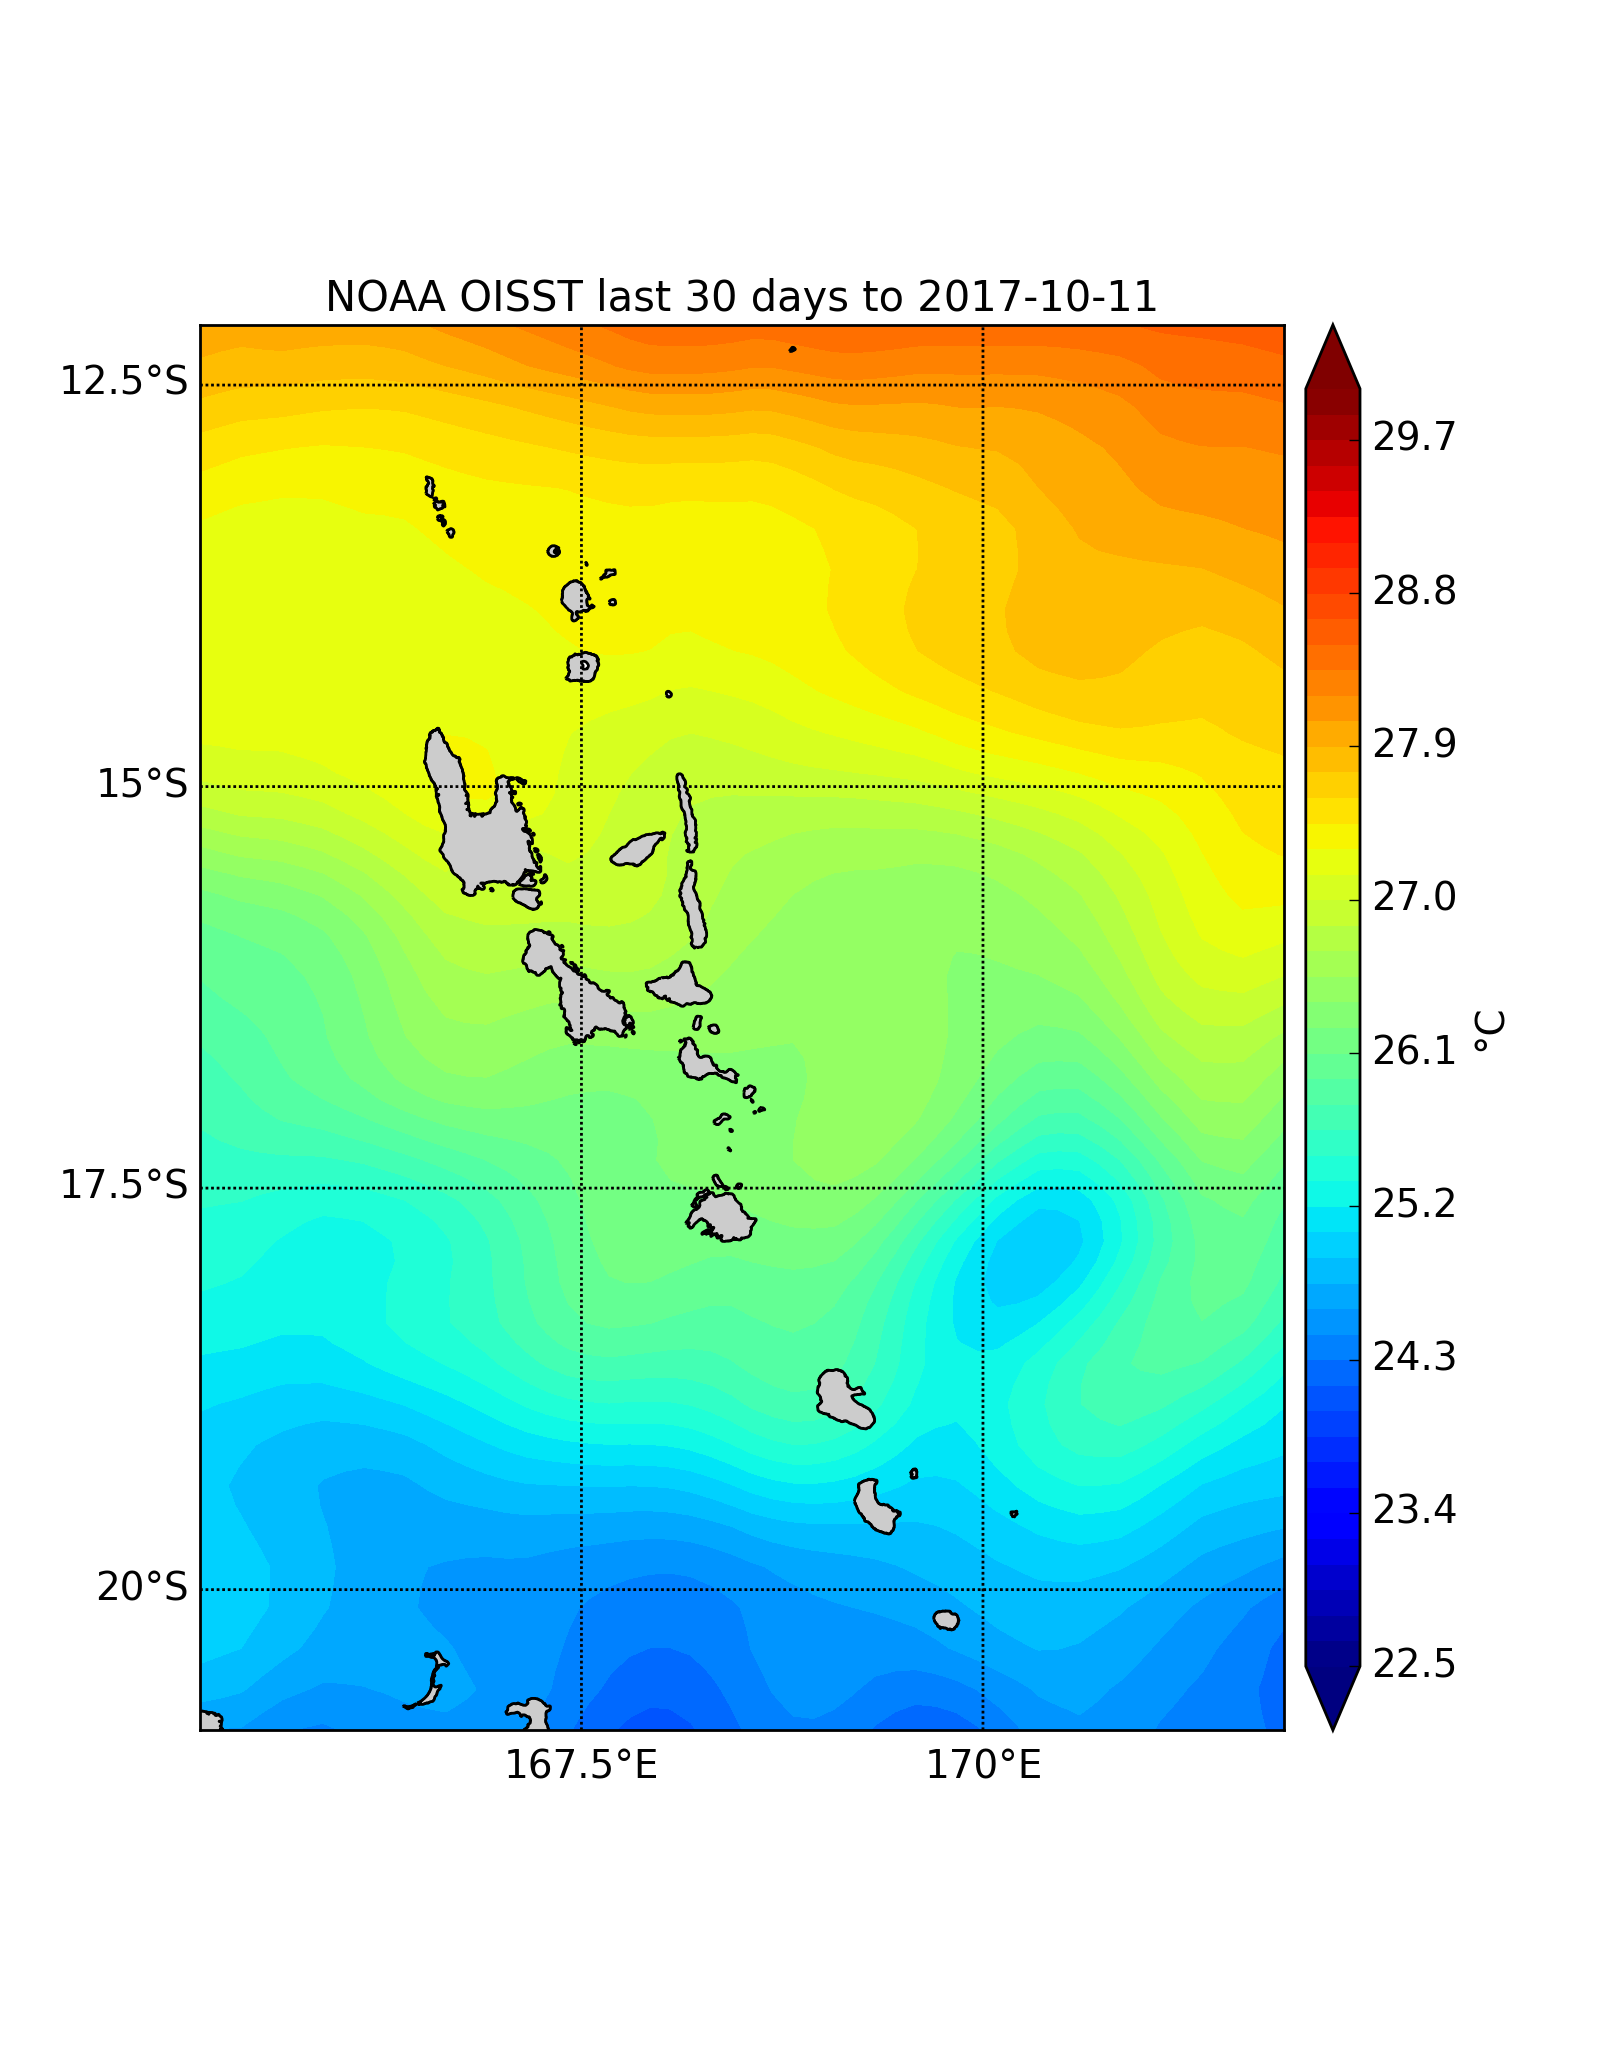 NOAA OISST last 30 days to 2017-10-11
12.5°S
15°S
17.5°S
20°S
167.5°E
170°E
29.7
28.8
27.9
27.0
26.1
25.2
24.3
23.4
22.5
°C